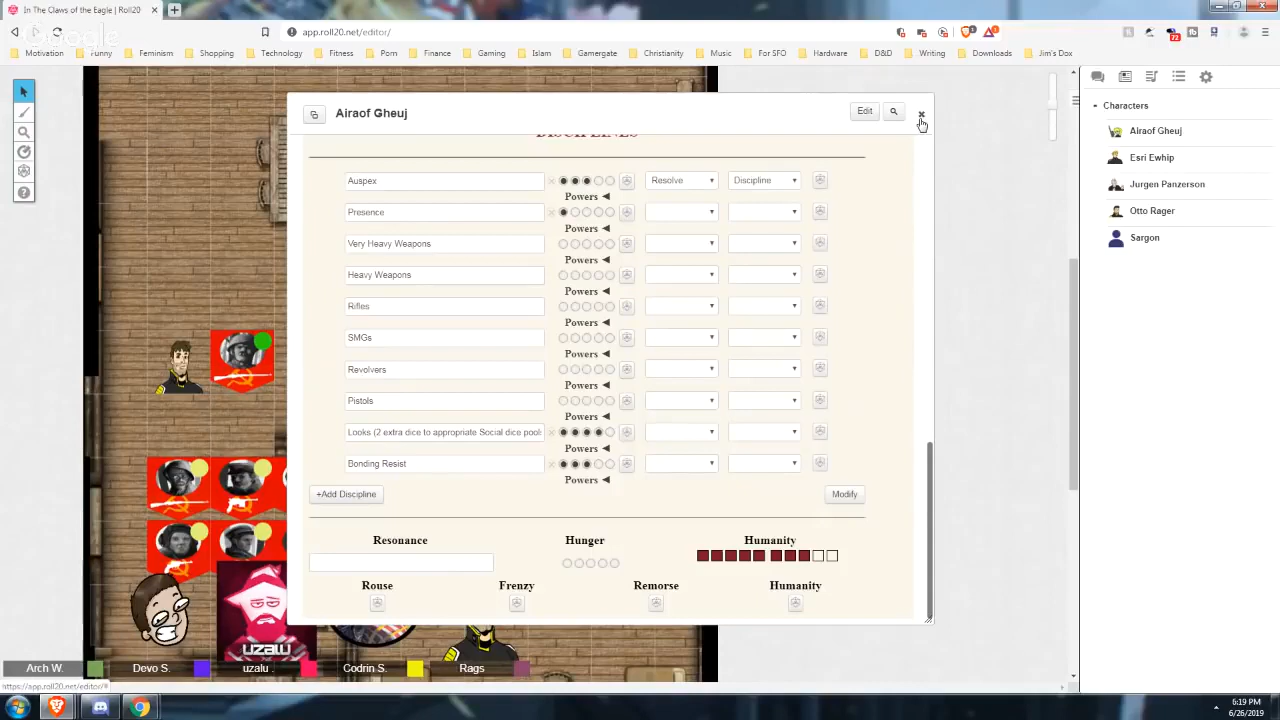 In The Claws of the Eagle | Roll20
app.roll20.net/editor/
Motivation Funny Feminism Shopping Technology Fitness Porn Finance Gaming Islam Gamergate Christianity Music For SFO Hardware D&D Writing Downloads Jim's Dox
72
Airaof Gheuj
Edit
DISCIPLINES
Auspex
Resolve
Discipline
Powers
Presence
Powers
Very Heavy Weapons
Powers
Heavy Weapons
Powers
Rifles
Powers
SMGs
Powers
Revolvers
Powers
Pistols
Powers
Looks (2 extra dice to appropriate Social dice pools
Powers
Bonding Resist
Powers
+Add Discipline
Modify
Resonance
Hunger
Humanity
Rouse
Frenzy
Remorse
Humanity
Characters
Airaof Gheuj
Esri Ewhip
Jurgen Panzerson
Otto Rager
Sargon
uzalu
Arch W.
Devo S.
uzalu .
Codrin S.
Rags
https://app.roll20.net/editor/#
6:19 PM
6/26/2019